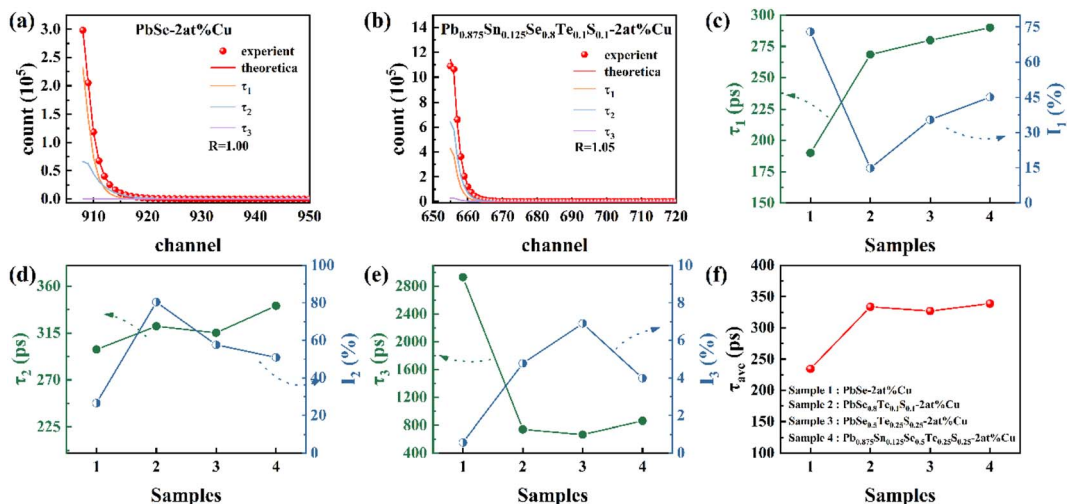 (a)
PbSe-2at%Cu
count (10⁵)
3.0
2.5
2.0
1.5
1.0
0.5
0.0
experient
theoretica
τ₁
τ₂
τ₃
R=1.00
910 920 930 940 950
channel
(b)
Pb₀.₈₇₅Sn₀.₁₂₅Se₀.₈Te₀.₁S₀.₁-2at%Cu
count (10⁵)
14
12
10
8
6
4
2
0
experient
theoretica
τ₁
τ₂
τ₃
R=1.05
650 660 670 680 690 700 710 720
channel
(c)
τ₁ (ps)
300
275
250
225
200
175
150
I₁ (%)
75
60
45
30
15
0
1 2 3 4
Samples
(d)
τ₂ (ps)
360
315
270
225
I₂ (%)
100
80
60
40
20
0
1 2 3 4
Samples
(e)
τ₃ (ps)
2800
2400
2000
1600
1200
800
400
I₃ (%)
10
8
6
4
2
0
1 2 3 4
Samples
(f)
τave (ps)
400
350
300
250
200
150
100
Sample 1 : PbSe-2at%Cu
Sample 2 : PbSe₀.₈Te₀.₁S₀.₁-2at%Cu
Sample 3 : PbSe₀.₅Te₀.₂₅S₀.₂₅-2at%Cu
Sample 4 : Pb₀.₈₇₅Sn₀.₁₂₅Se₀.₅Te₀.₂₅S₀.₂₅-2at%Cu
1 2 3 4
Samples